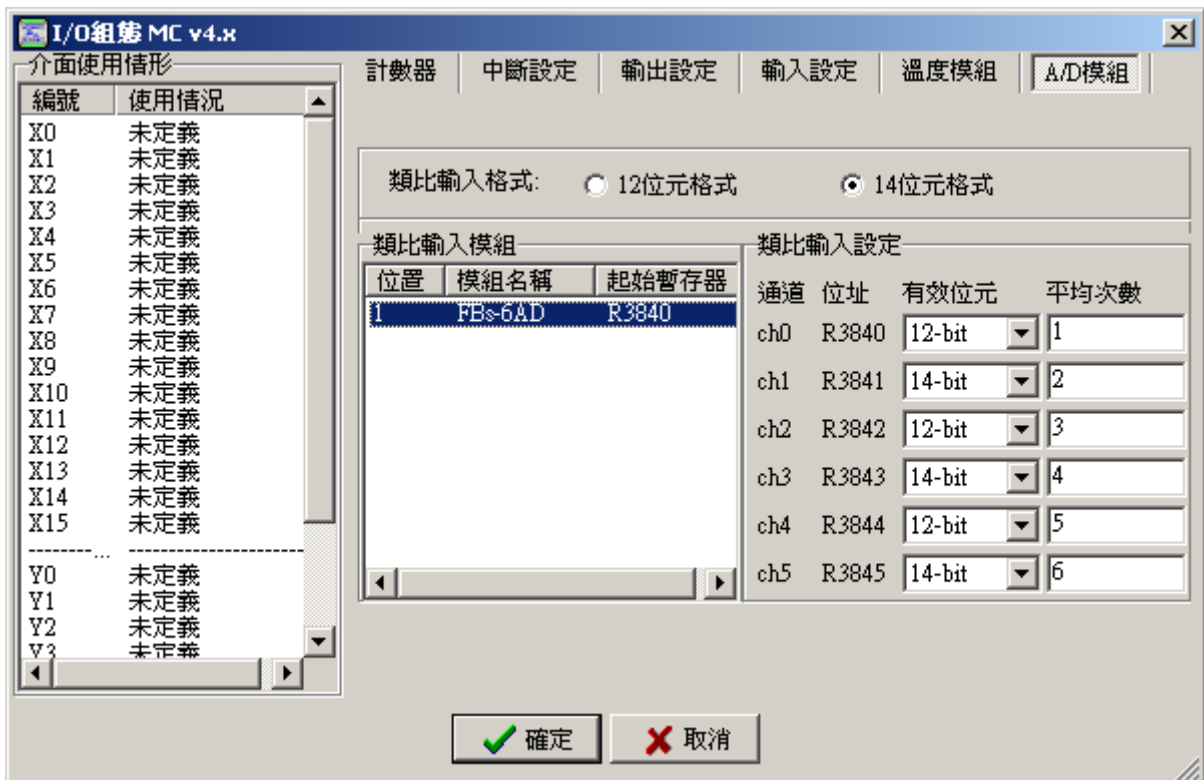 I/O組態 MC v4.x
介面使用情形
編號 使用情況
X0 未定義
X1 未定義
X2 未定義
X3 未定義
X4 未定義
X5 未定義
X6 未定義
X7 未定義
X8 未定義
X9 未定義
X10 未定義
X11 未定義
X12 未定義
X13 未定義
X14 未定義
X15 未定義
--------... ----------------------
Y0 未定義
Y1 未定義
Y2 未定義
Y3 未定義
計數器 中斷設定 輸出設定 輸入設定 溫度模組 A/D模組
類比輸入格式: 12位元格式 14位元格式
類比輸入模組
位置 模組名稱 起始暫存器
1 FBs-6AD R3840
類比輸入設定
通道 位址 有效位元 平均次數
ch0 R3840 12-bit 1
ch1 R3841 14-bit 2
ch2 R3842 12-bit 3
ch3 R3843 14-bit 4
ch4 R3844 12-bit 5
ch5 R3845 14-bit 6
確定 取消